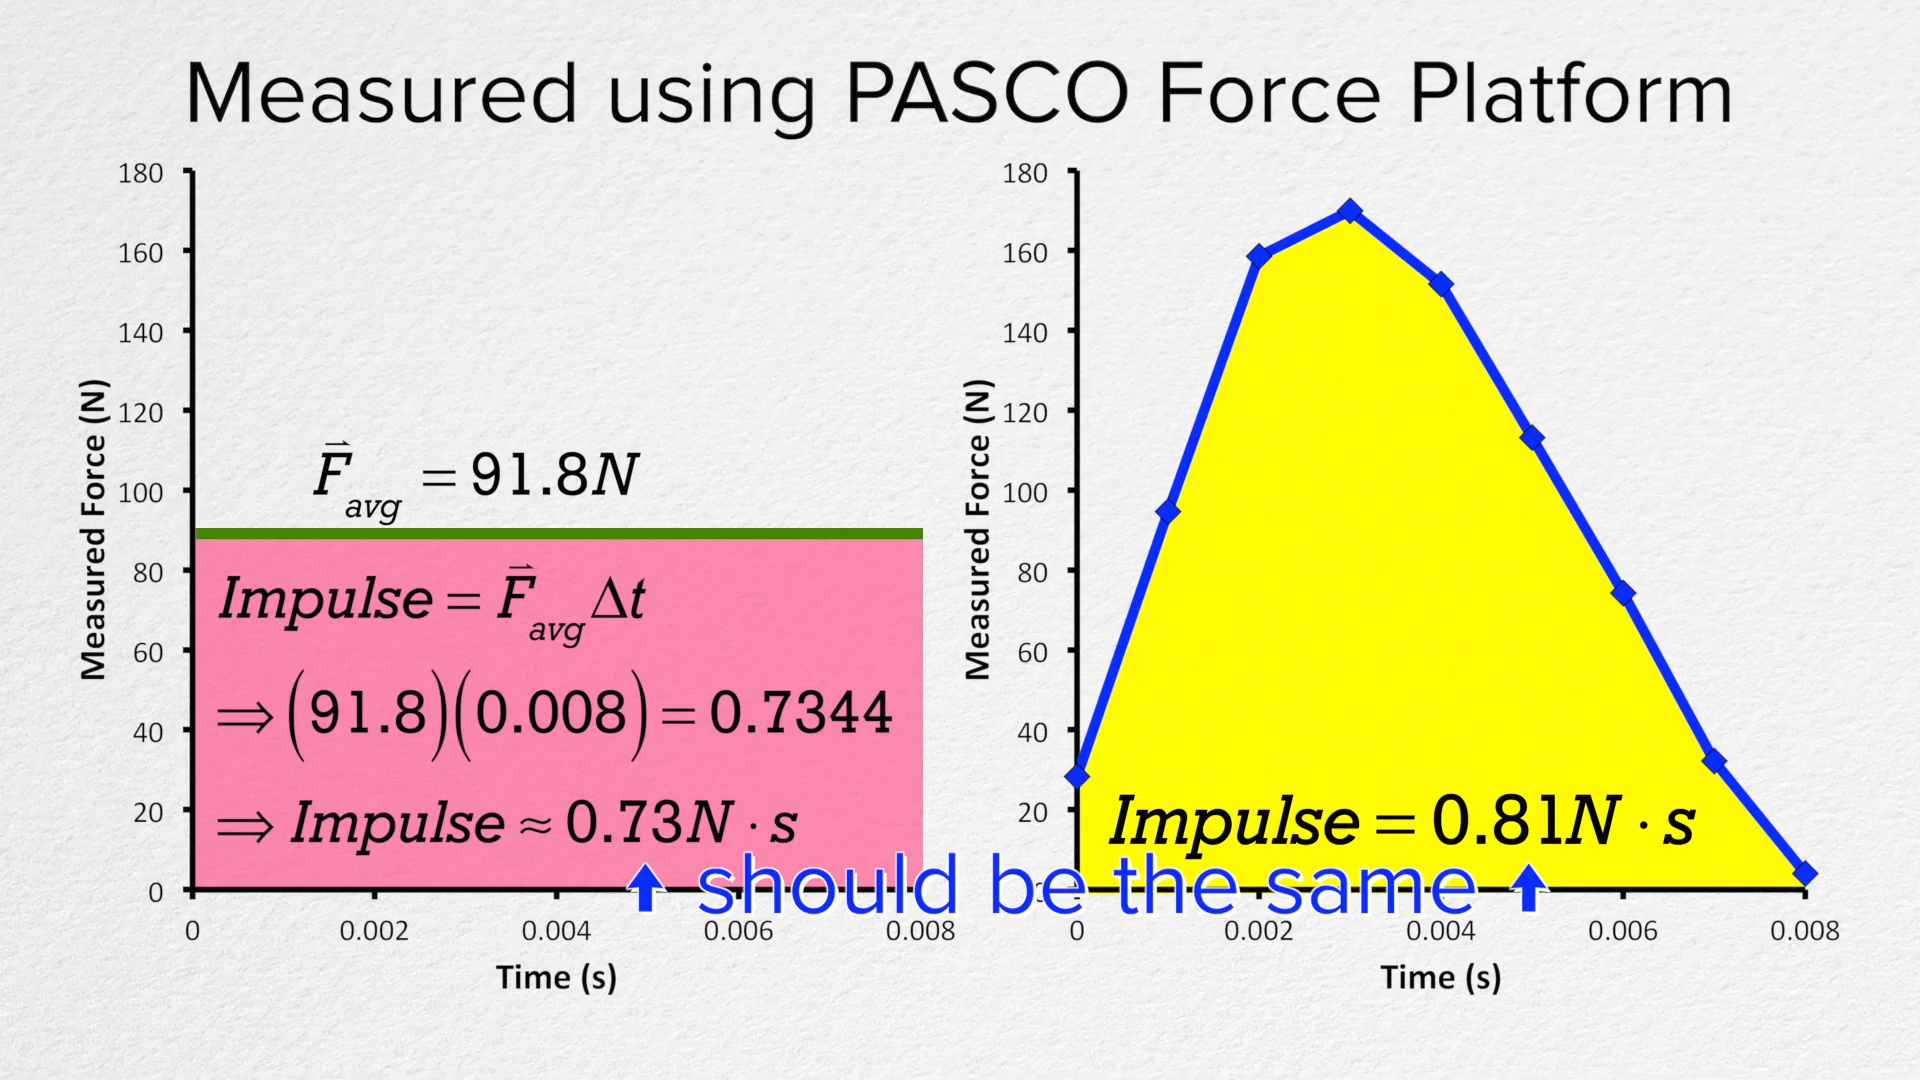 Measured using PASCO Force Platform
180
160
140
120
100
80
60
40
20
0
Measured Force (N)
F⃗avg = 91.8N
Impulse = F⃗avg Δt
⇒ (91.8)(0.008) = 0.7344
⇒ Impulse ≈ 0.73N · s
0 0.002 0.004 0.006 0.008
Time (s)
180
160
140
120
100
80
60
40
20
0
Measured Force (N)
Impulse = 0.81N · s
0 0.002 0.004 0.006 0.008
Time (s)
↑ should be the same ↑